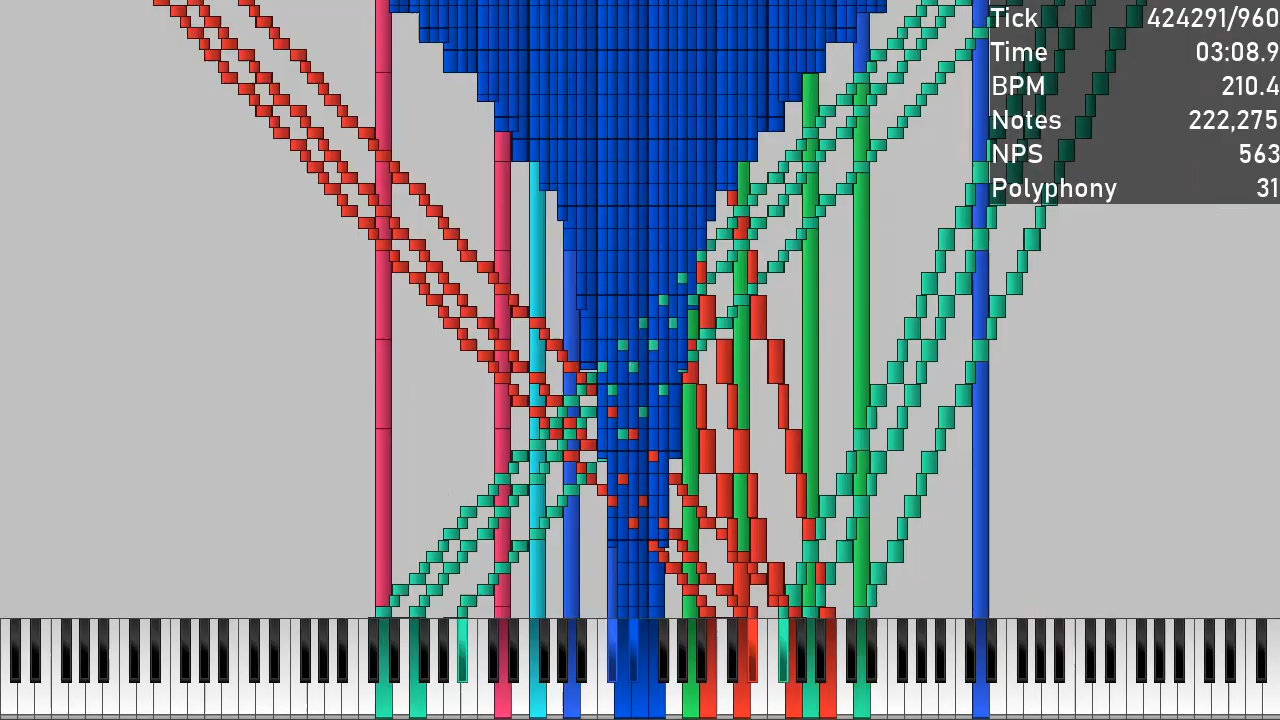 Tick 424291/960
Time 03:08.9
BPM 210.4
Notes 222,275
NPS 563
Polyphony 31